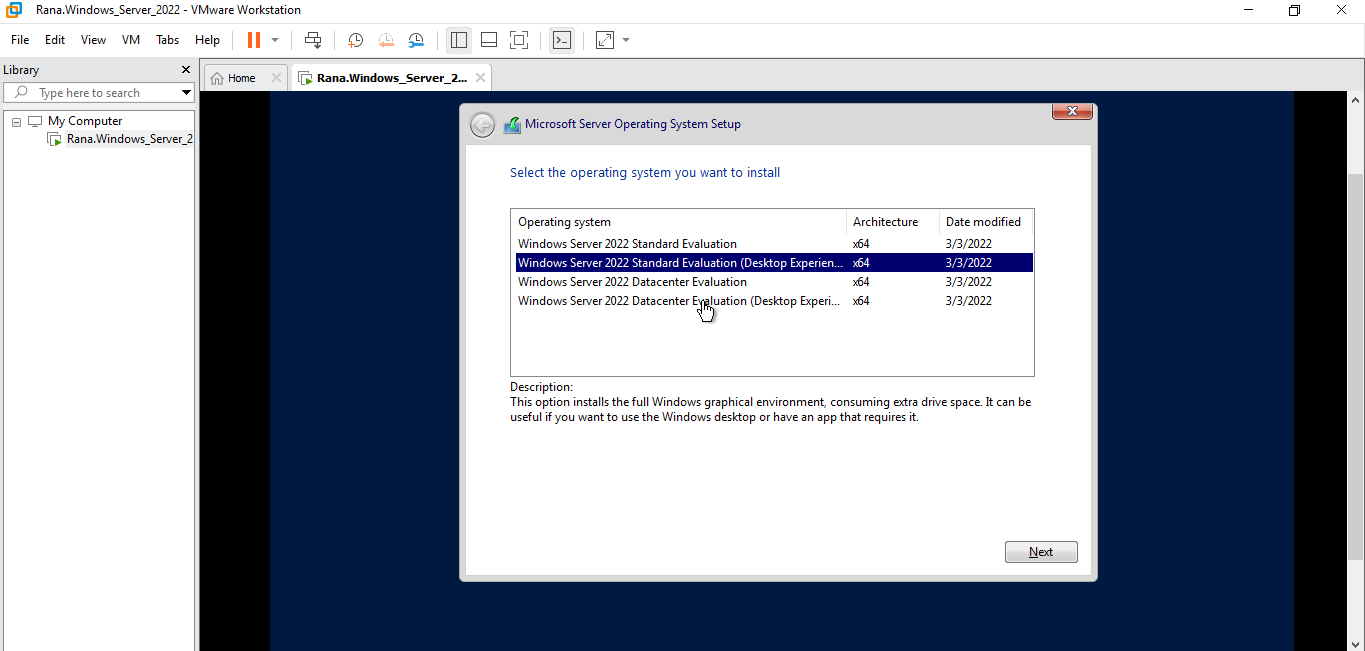 Rana.Windows_Server_2022 - VMware Workstation
File Edit View VM Tabs Help
Library
Home
Rana.Windows_Server_2...
Type here to search
My Computer
Rana.Windows_Server_2
Microsoft Server Operating System Setup
Select the operating system you want to install
Operating system Architecture Date modified
Windows Server 2022 Standard Evaluation x64 3/3/2022
Windows Server 2022 Standard Evaluation (Desktop Experien... x64 3/3/2022
Windows Server 2022 Datacenter Evaluation x64 3/3/2022
Windows Server 2022 Datacenter Evaluation (Desktop Experi... x64 3/3/2022
Description:
This option installs the full Windows graphical environment, consuming extra drive space. It can be
useful if you want to use the Windows desktop or have an app that requires it.
Next